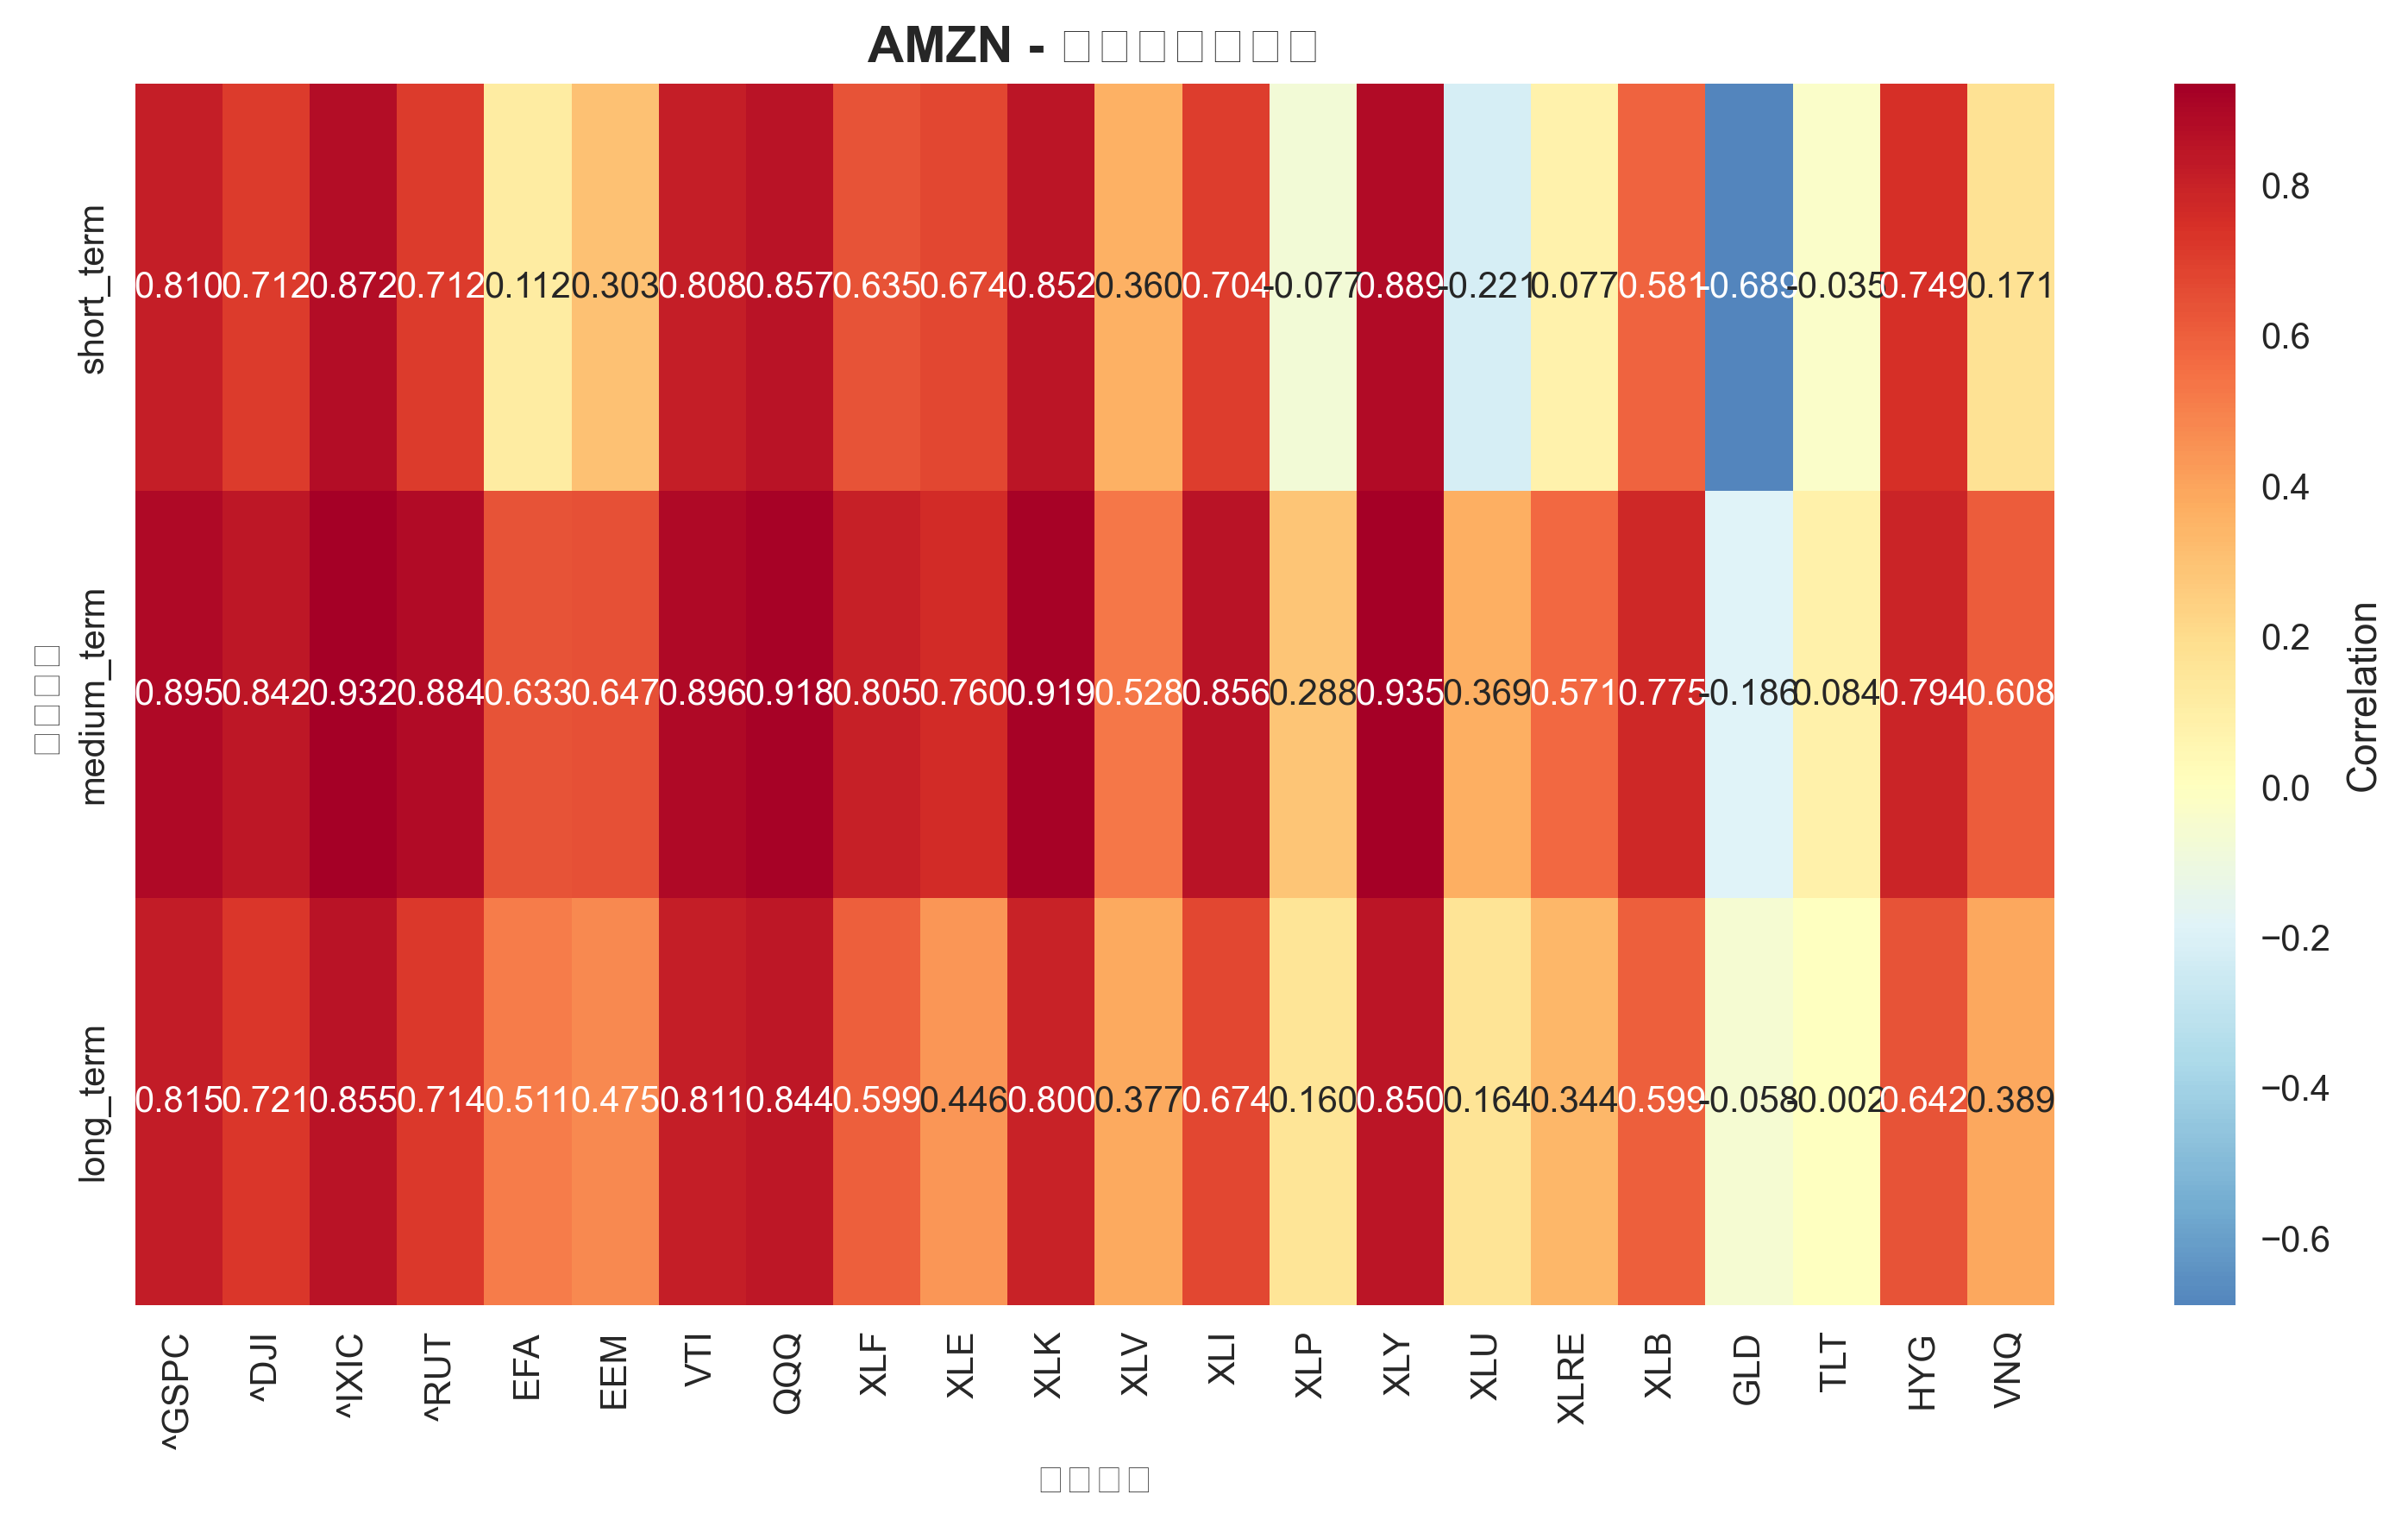 AMZN - □□□□□□□
short_term
0.810 0.712 0.872 0.712 0.112 0.303 0.808 0.857 0.635 0.674 0.852 0.360 0.704 -0.077 0.889 -0.221 0.077 0.581 -0.689 -0.035 0.749 0.171
□□□□
medium_term
0.895 0.842 0.932 0.884 0.633 0.647 0.896 0.918 0.805 0.760 0.919 0.528 0.856 0.288 0.935 0.369 0.571 0.775 -0.186 0.084 0.794 0.608
long_term
0.815 0.721 0.855 0.714 0.511 0.475 0.811 0.844 0.599 0.446 0.800 0.377 0.674 0.160 0.850 0.164 0.344 0.599 -0.058 -0.002 0.642 0.389
^GSPC ^DJI ^IXIC ^RUT EFA EEM VTI QQQ XLF XLE XLK XLV XLI XLP XLY XLU XLRE XLB GLD TLT HYG VNQ
□□□□
0.8
0.6
0.4
0.2
0.0
−0.2
−0.4
−0.6
Correlation